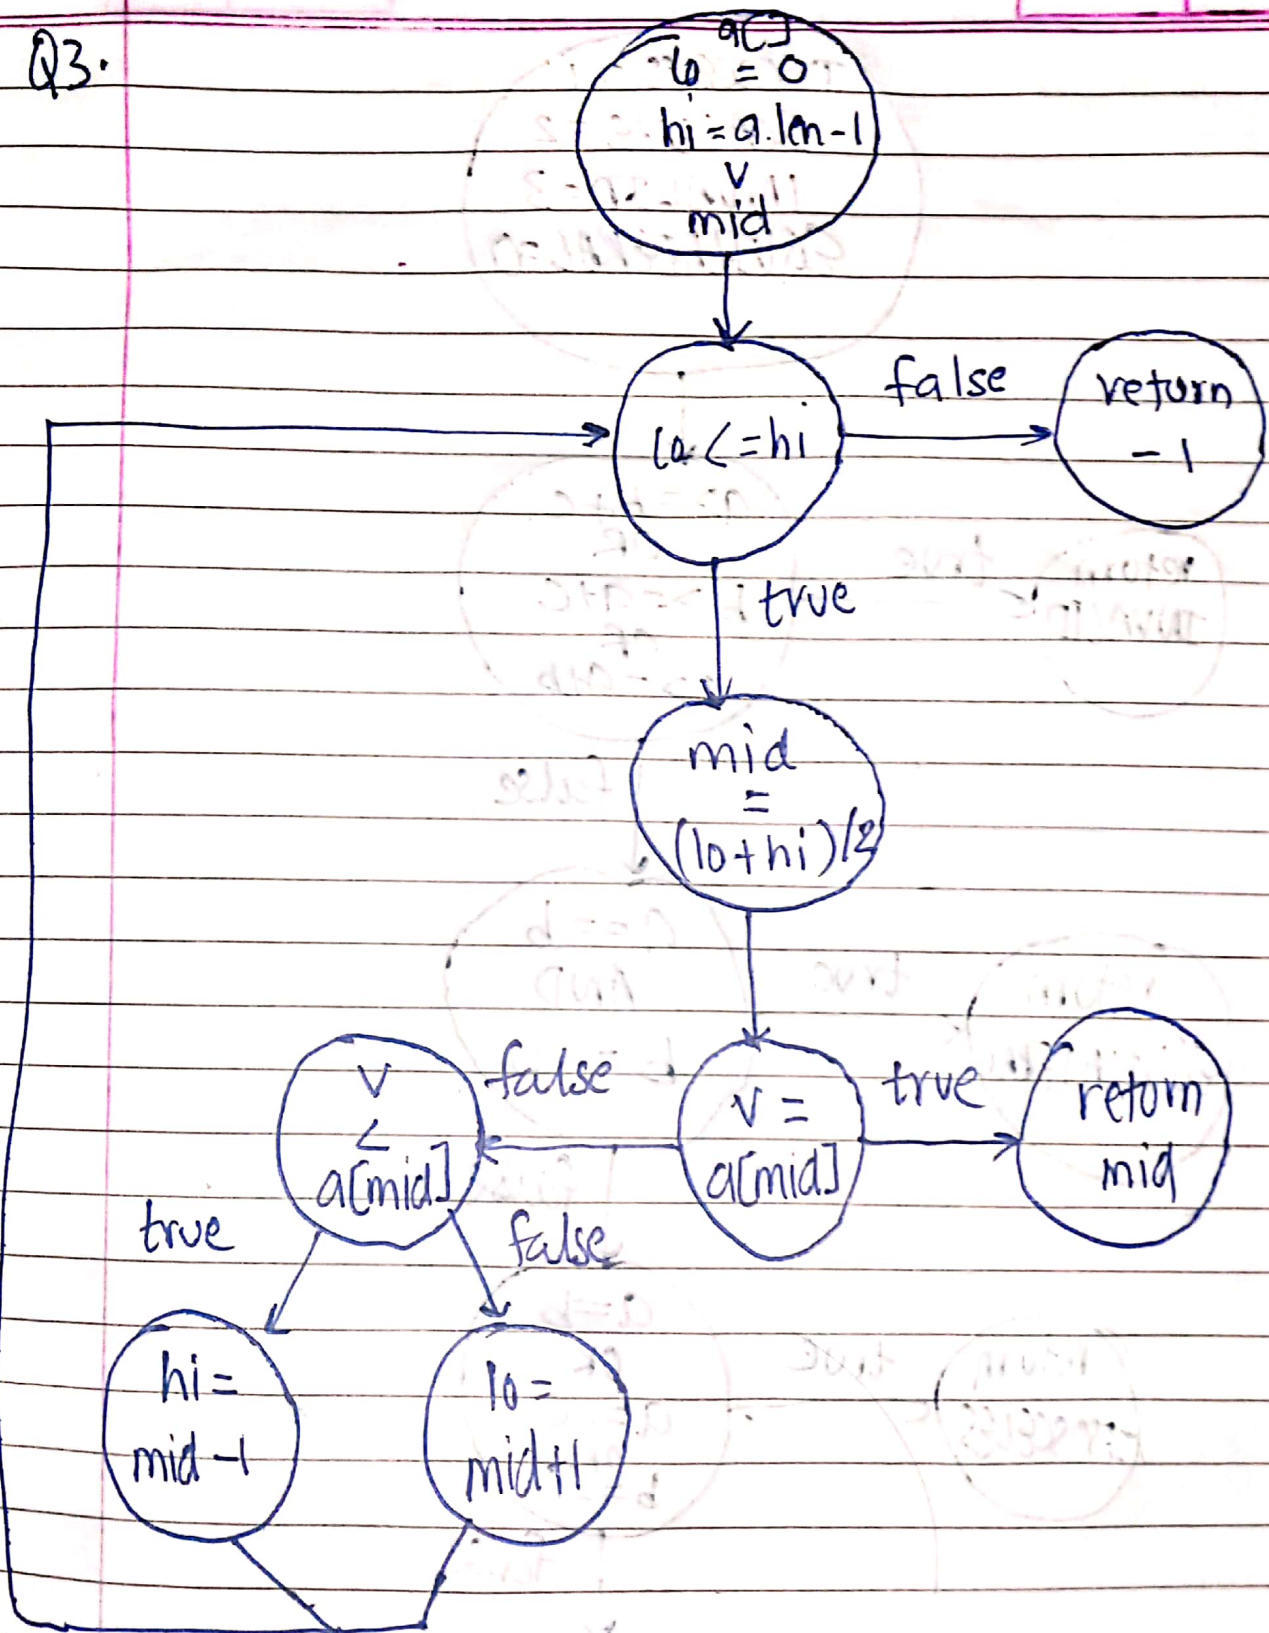 Q3.
a[]
lo = 0
hi = a.len-1
v
mid
lo <= hi
false
return
-1
true
mid
=
(lo+hi)/2
v
<
a[mid]
false
v =
a[mid]
true
return
mid
true
false
hi =
mid-1
lo =
mid+1